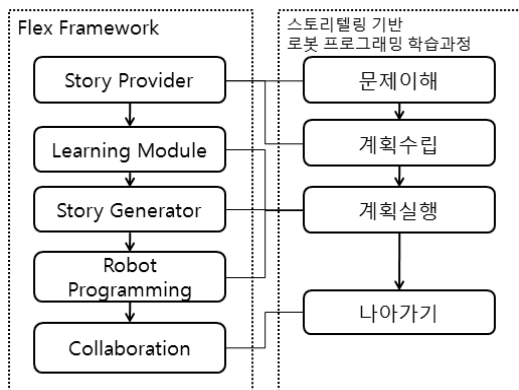 Flex Framework
Story Provider
Learning Module
Story Generator
Robot
Programming
Collaboration
스토리텔링 기반
로봇 프로그래밍 학습과정
문제이해
계획수립
계획실행
나아가기